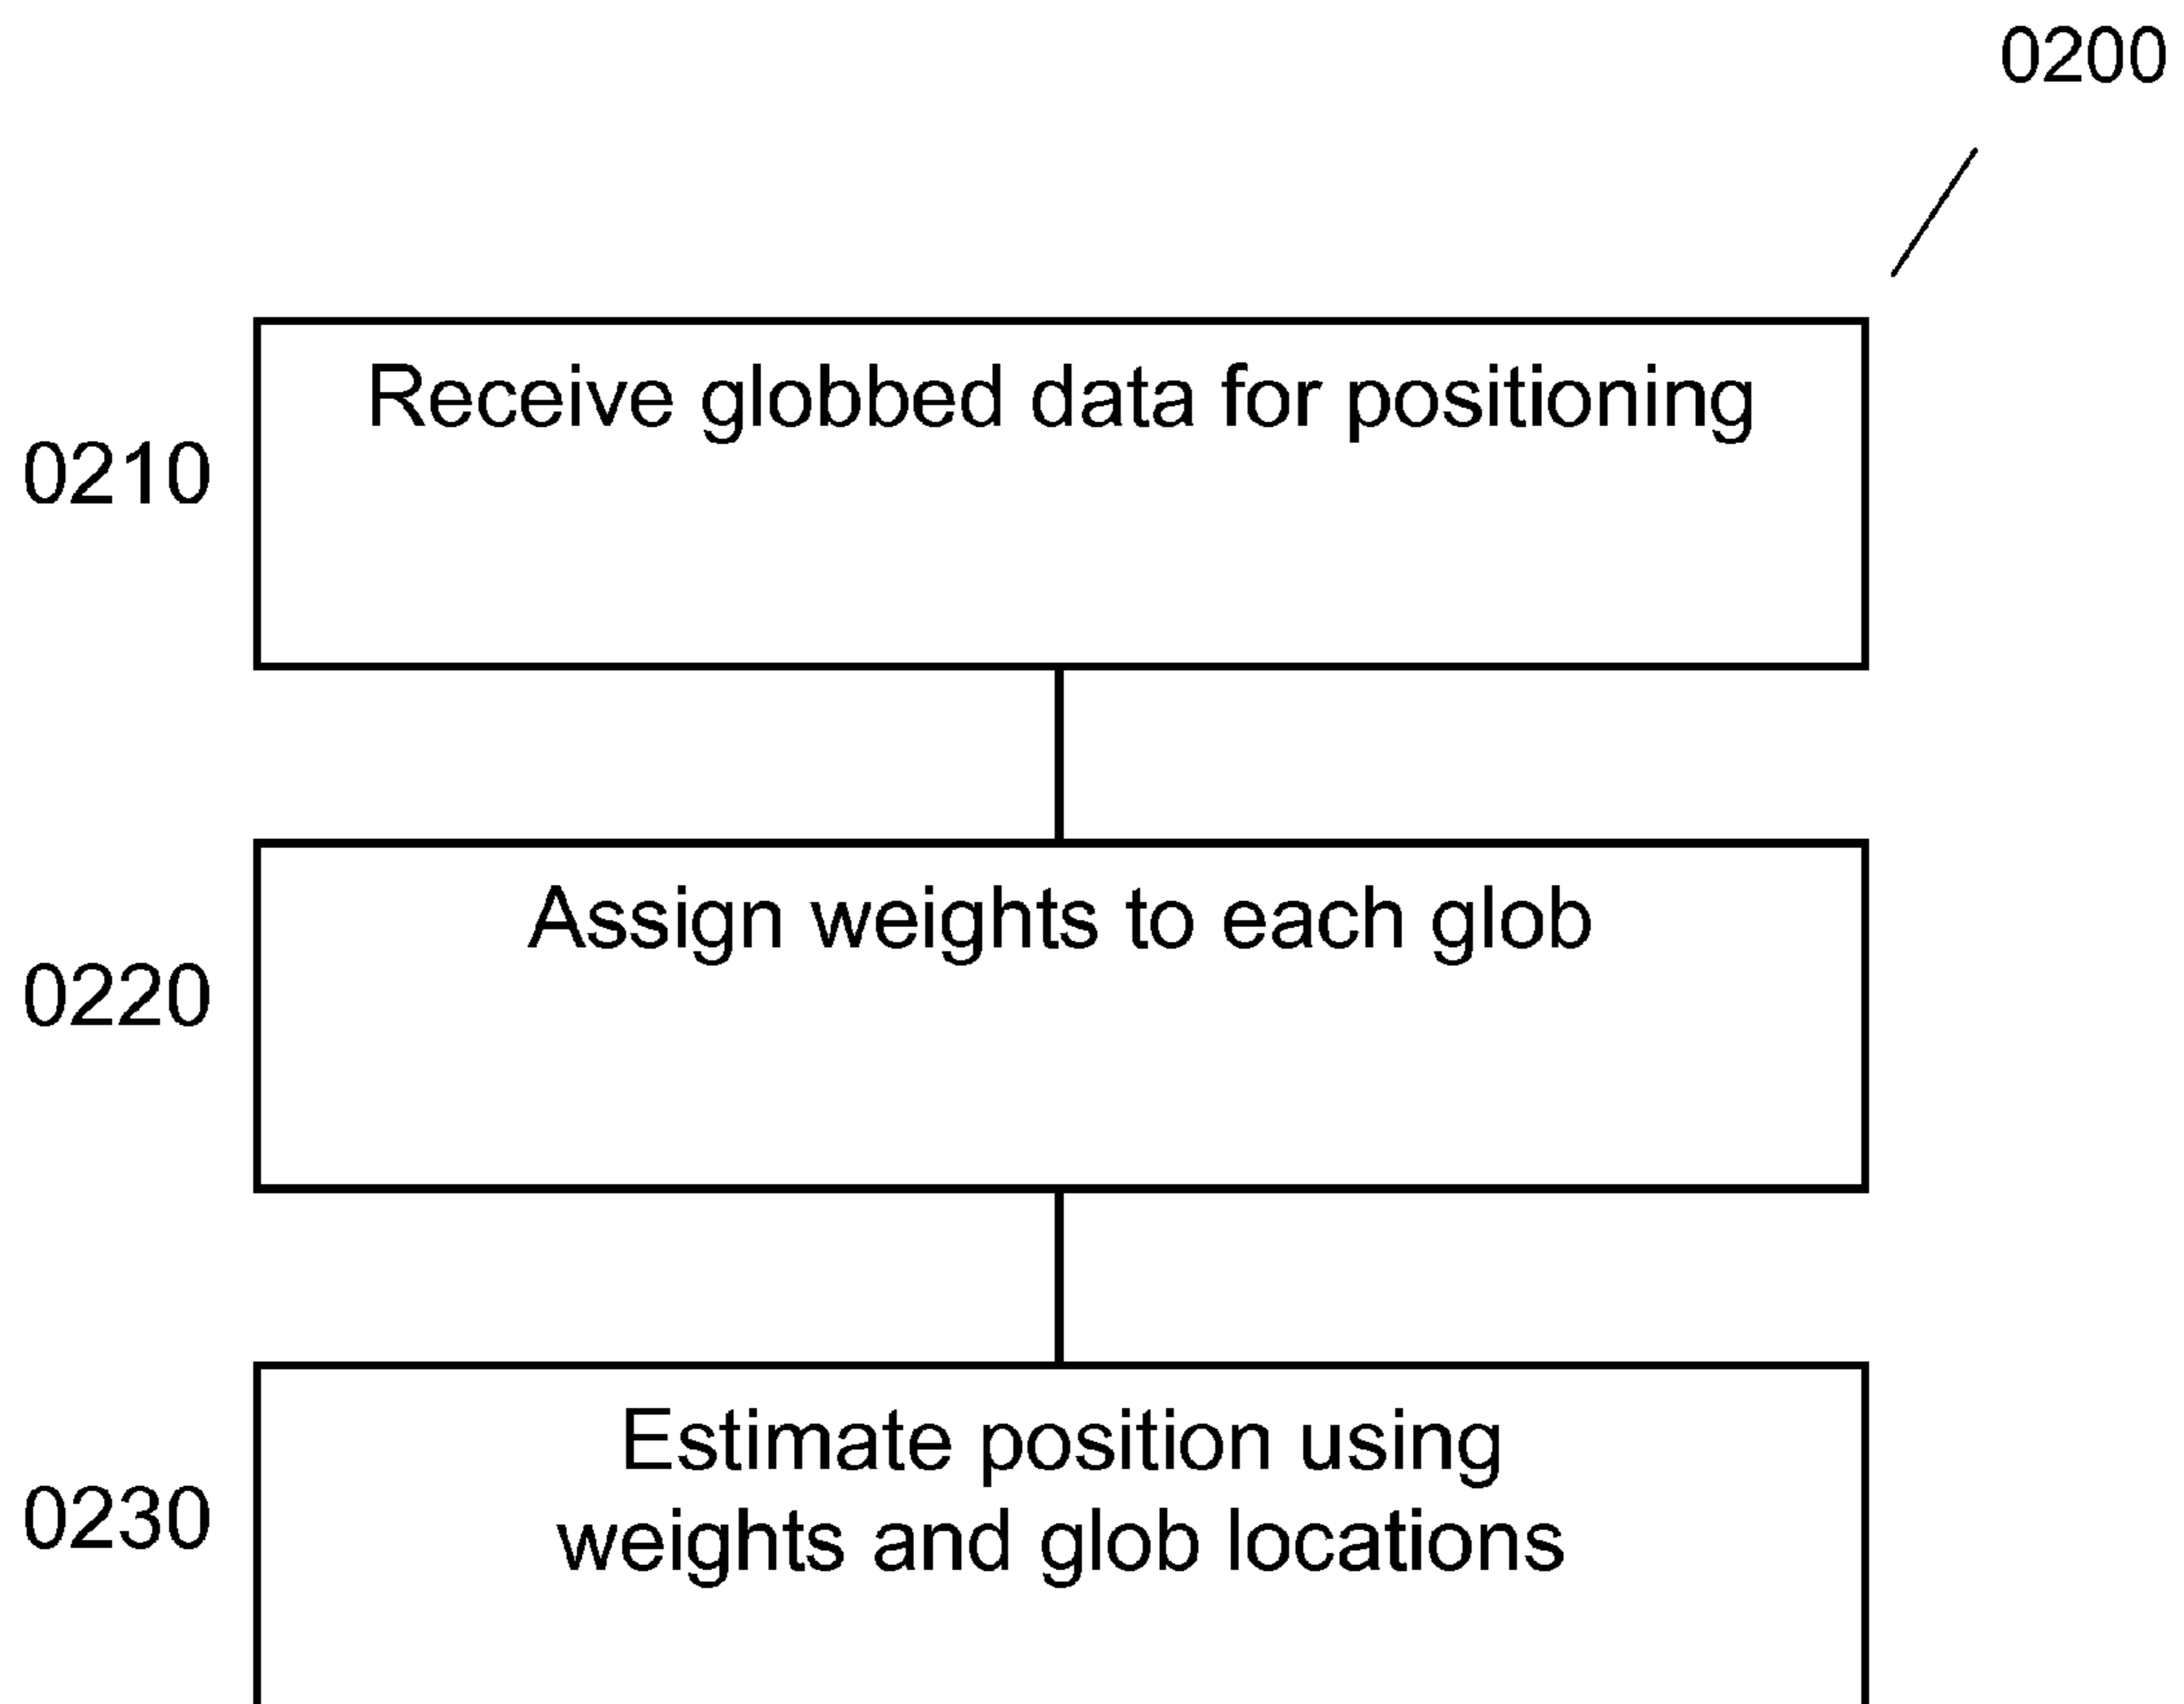 0200
Receive globbed data for positioning
0210
Assign weights to each glob
0220
Estimate position using
weights and glob locations
0230